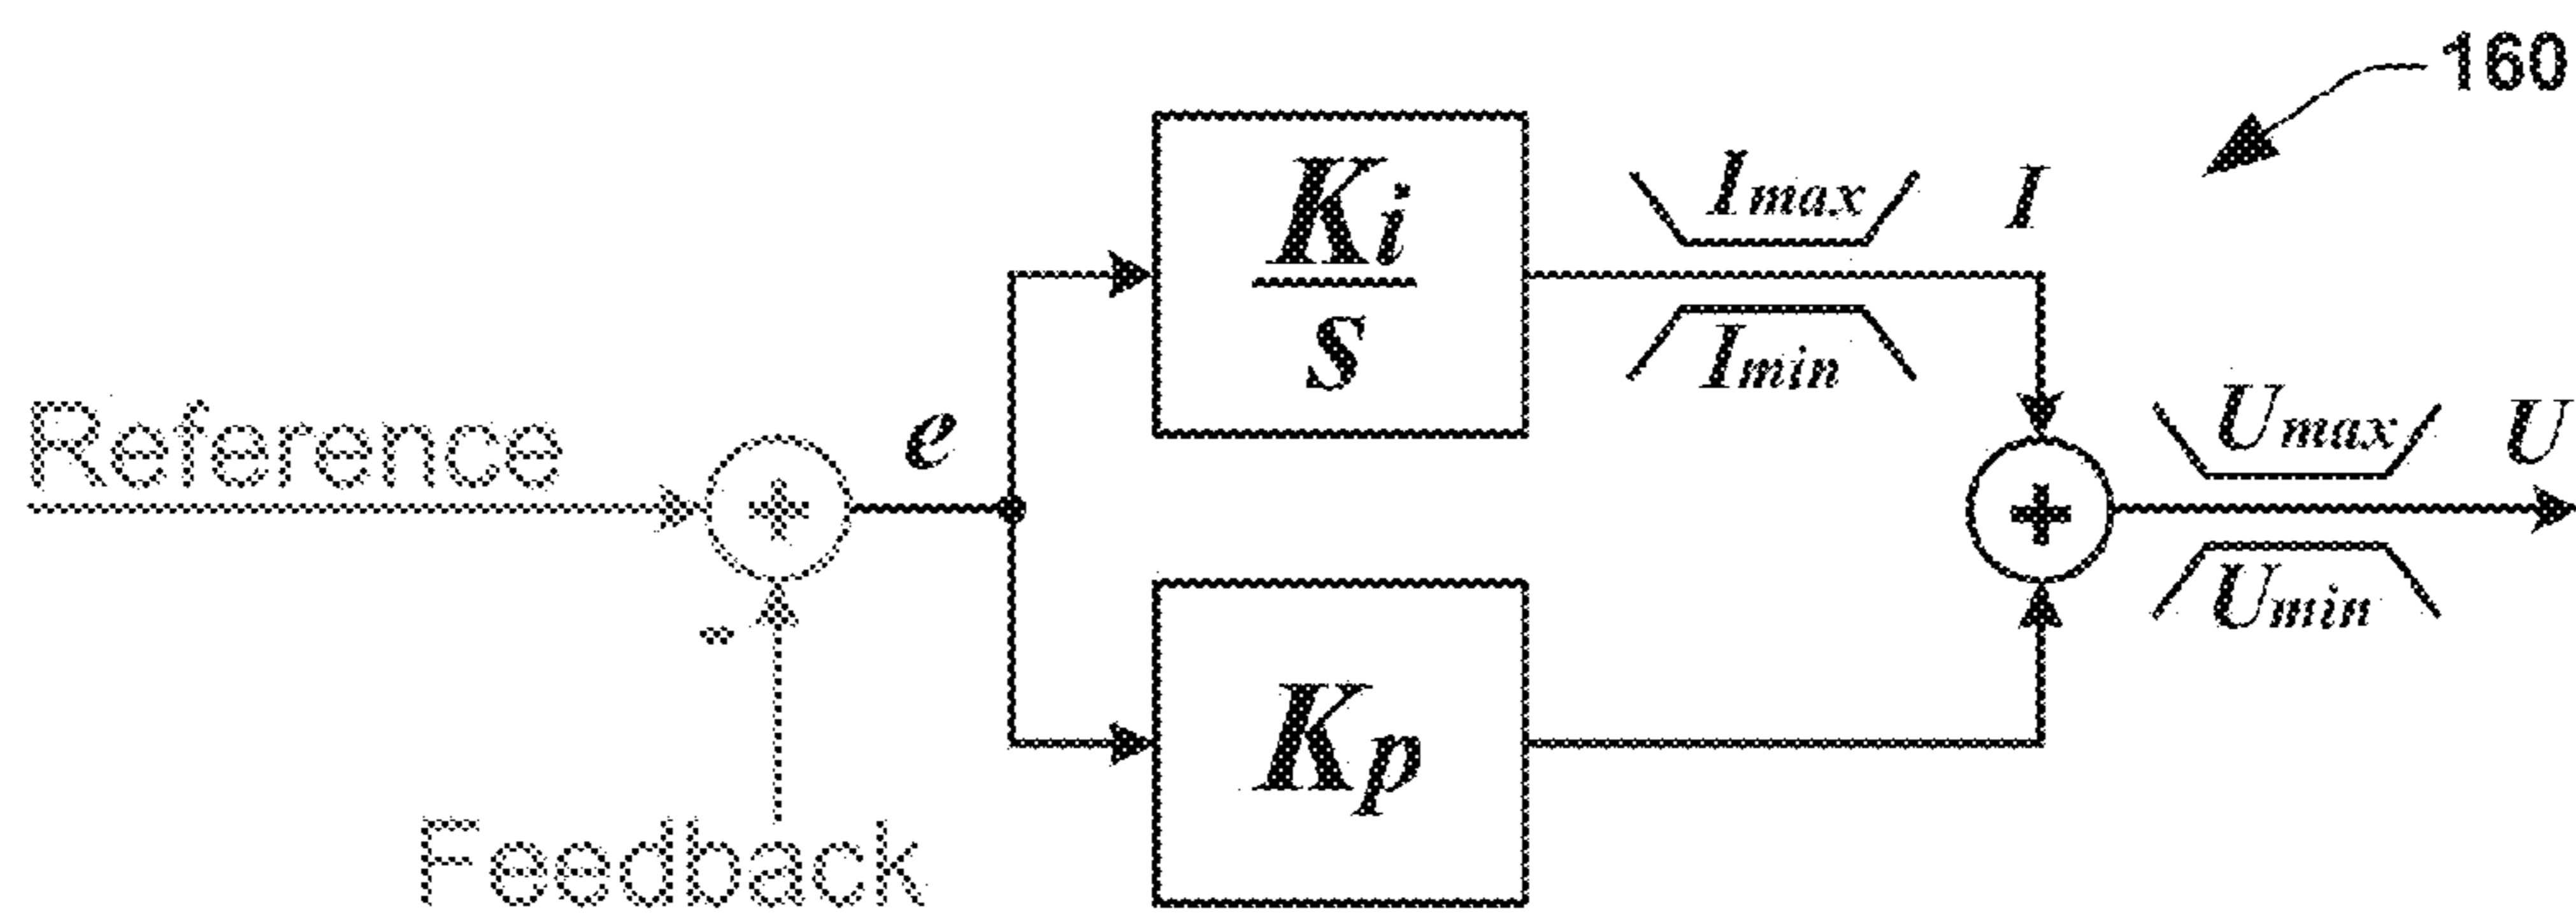 160
Ki
S
Imax
I
Imin
Reference
e
+
-
Feedback
Kp
+
Umax
U
Umin